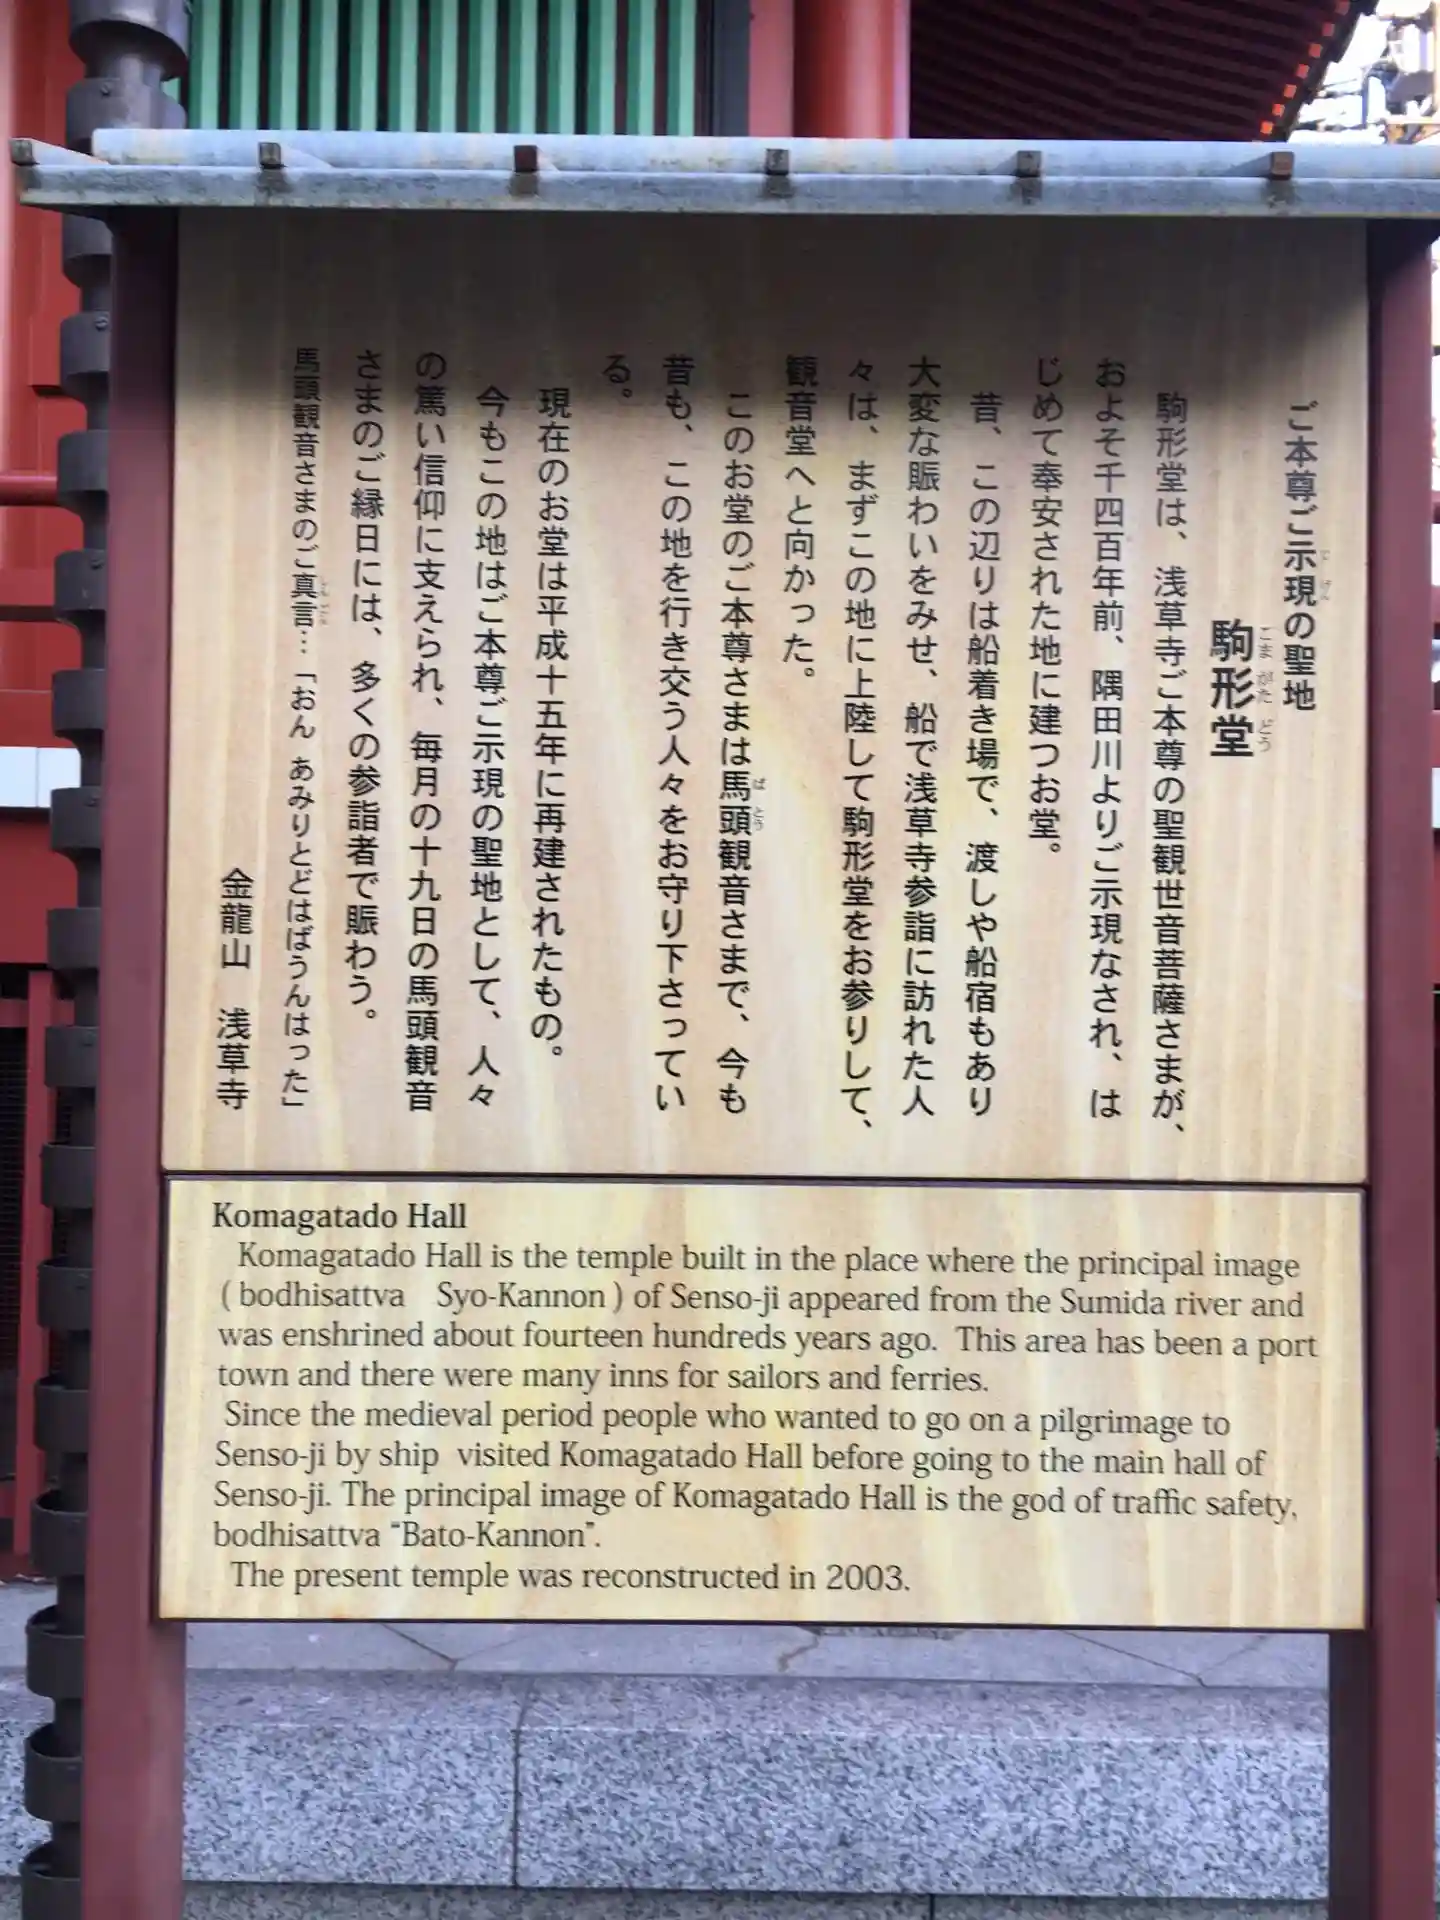 ご本尊ご示現の聖地
駒形堂
駒形堂は、浅草寺ご本尊の聖観世音菩薩さまが、
およそ千四百年前、隅田川よりご示現なされ、は
じめて奉安された地に建つお堂。
昔、この辺りは船着き場で、渡しや船宿もあり
大変な賑わいをみせ、船で浅草寺参詣に訪れた人
々は、まずこの地に上陸して駒形堂をお参りして、
観音堂へと向かった。
このお堂のご本尊さまは馬頭観音さまで、今も
昔も、この地を行き交う人々をお守り下さってい
る。
現在のお堂は平成十五年に再建されたもの。
今もこの地はご本尊ご示現の聖地として、人々
の篤い信仰に支えられ、毎月の十九日の馬頭観音
さまのご縁日には、多くの参詣者で賑わう。
馬頭観音さまのご真言…「おん あみりとどはばうんはった」
金龍山 浅草寺
Komagatado Hall
Komagatado Hall is the temple built in the place where the principal image
(bodhisattva Syo-Kannon) of Senso-ji appeared from the Sumida river and
was enshrined about fourteen hundreds years ago. This area has been a port
town and there were many inns for sailors and ferries.
Since the medieval period people who wanted to go on a pilgrimage to
Senso-ji by ship visited Komagatado Hall before going to the main hall of
Senso-ji. The principal image of Komagatado Hall is the god of traffic safety,
bodhisattva "Bato-Kannon".
The present temple was reconstructed in 2003.